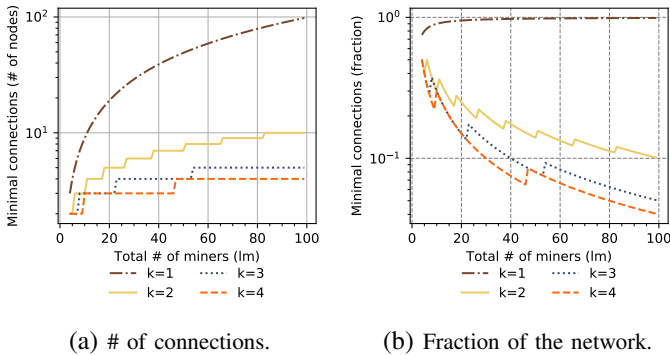 Minimal connections (# of nodes)
10²
10¹
0 20 40 60 80 100
Total # of miners (lm)
k=1 k=3
k=2 k=4
(a) # of connections.
Minimal connections (fraction)
10⁰
10⁻¹
0 20 40 60 80 100
Total # of miners (lm)
k=1 k=3
k=2 k=4
(b) Fraction of the network.